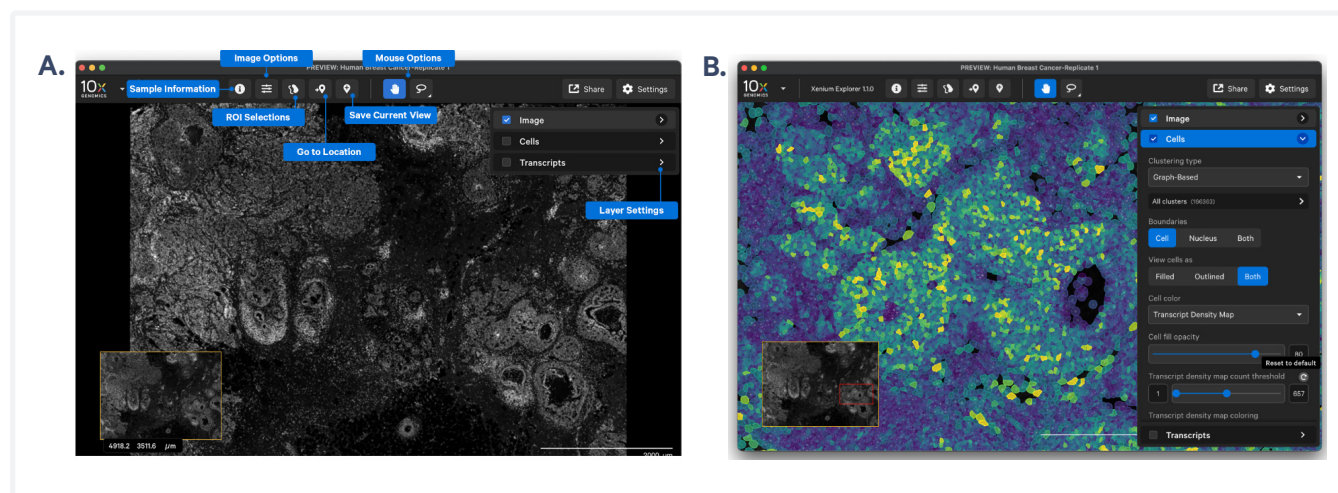 A.
Image Options
Mouse Options
PREVIEW: Human Breast Cancer-Replicate 1
10X
GENOMICS
Sample Information
Share
Settings
ROI Selections
Save Current View
Go to Location
Image
Cells
Transcripts
Layer Settings
4918.2 3511.6 μm
2000 μm
B.
PREVIEW: Human Breast Cancer-Replicate 1
10X
GENOMICS
Xenium Explorer 1.1.0
Share
Settings
Image
Cells
Clustering type
Graph-Based
All clusters (166363)
Boundaries
Cell Nucleus Both
View cells as
Filled Outlined Both
Cell color
Transcript Density Map
Cell fill opacity
80
Reset to default
Transcript density map count threshold
1 657
Transcript density map coloring
Transcripts